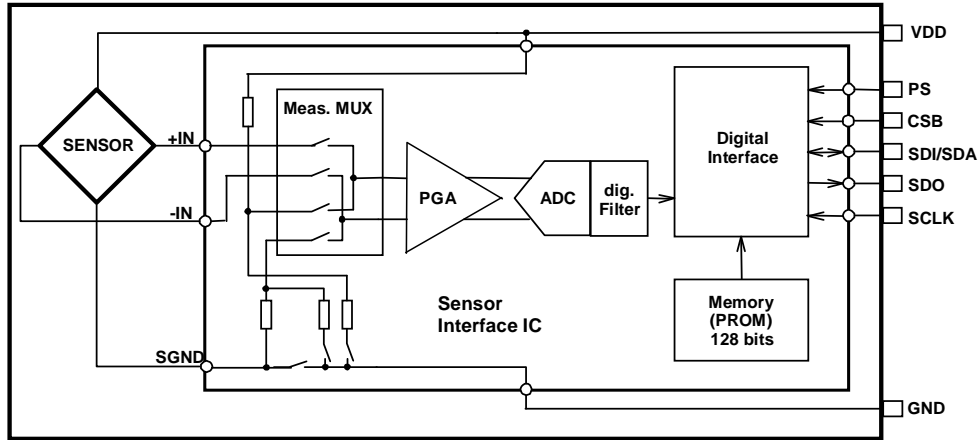 VDD
PS
Meas. MUX
CSB
+IN
Digital
Interface
SENSOR
SDI/SDA
PGA
ADC
dig.
Filter
SDO
-IN
SCLK
Sensor
Interface IC
Memory
(PROM)
128 bits
SGND
GND